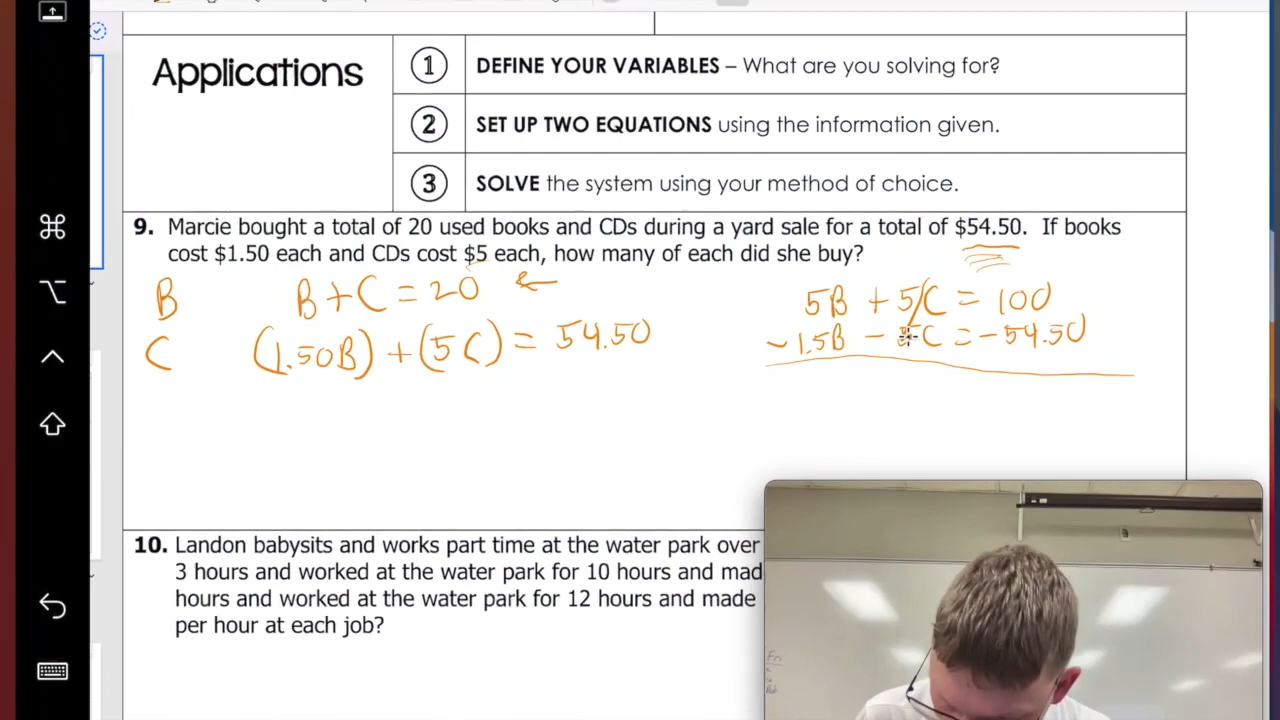 Applications
1 DEFINE YOUR VARIABLES – What are you solving for?
2 SET UP TWO EQUATIONS using the information given.
3 SOLVE the system using your method of choice.
9. Marcie bought a total of 20 used books and CDs during a yard sale for a total of $54.50. If books
cost $1.50 each and CDs cost $5 each, how many of each did she buy?
B
C
B + C = 20 ←
(1.50B) + (5C) = 54.50
5B + 5C = 100
- 1.5B - 5C = -54.50
10. Landon babysits and works part time at the water park over
3 hours and worked at the water park for 10 hours and mad
hours and worked at the water park for 12 hours and made
per hour at each job?